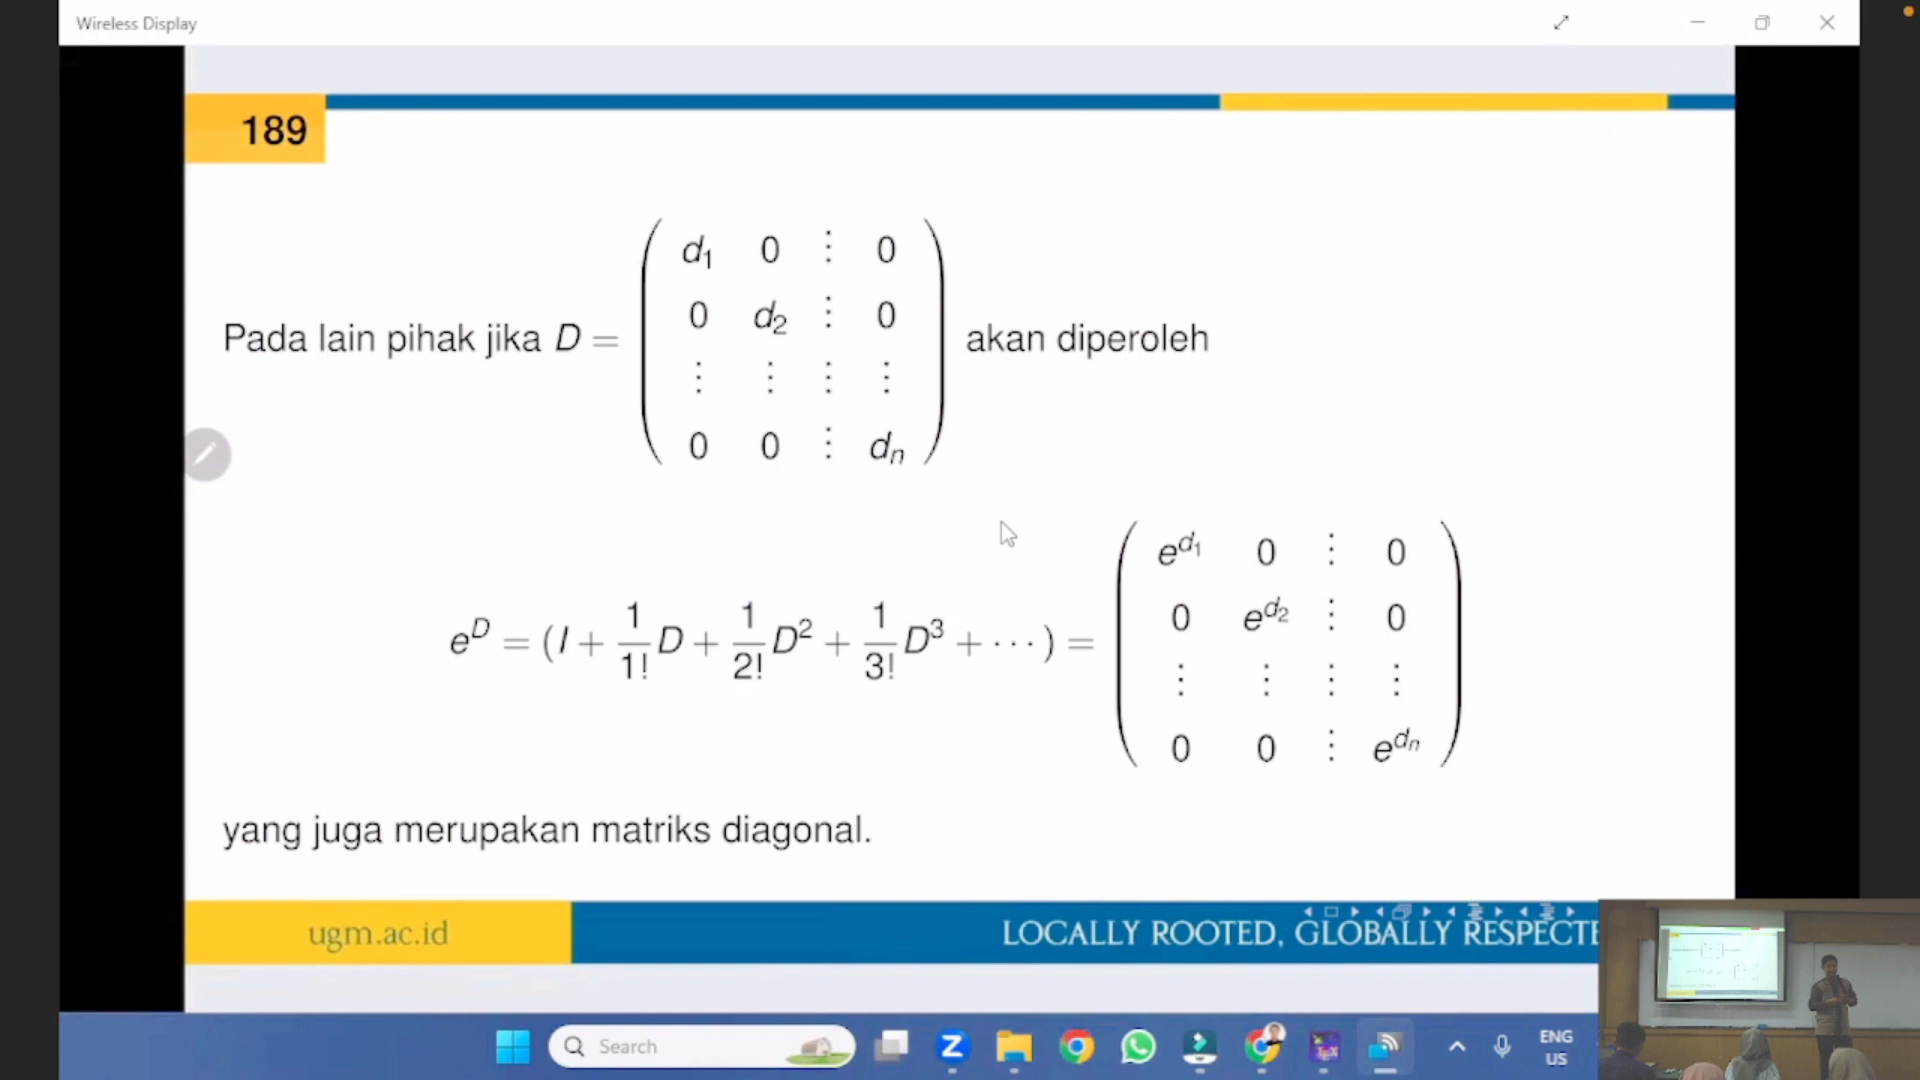 Wireless Display
189
Pada lain pihak jika D = ( d₁ 0 ⋮ 0
0 d₂ ⋮ 0
⋮ ⋮ ⋮ ⋮
0 0 ⋮ dₙ ) akan diperoleh
e^D = (I + 1/1! D + 1/2! D² + 1/3! D³ + ⋯) = ( e^{d₁} 0 ⋮ 0
0 e^{d₂} ⋮ 0
⋮ ⋮ ⋮ ⋮
0 0 ⋮ e^{dₙ} )
yang juga merupakan matriks diagonal.
ugm.ac.id
LOCALLY ROOTED, GLOBALLY RESPECTE
Search
ENG
US